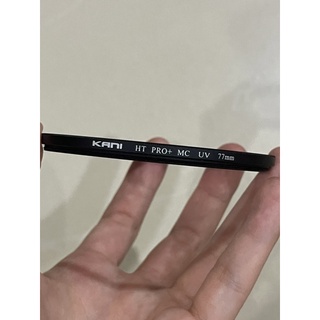 KANI HT PRO+ MC UV 77mm